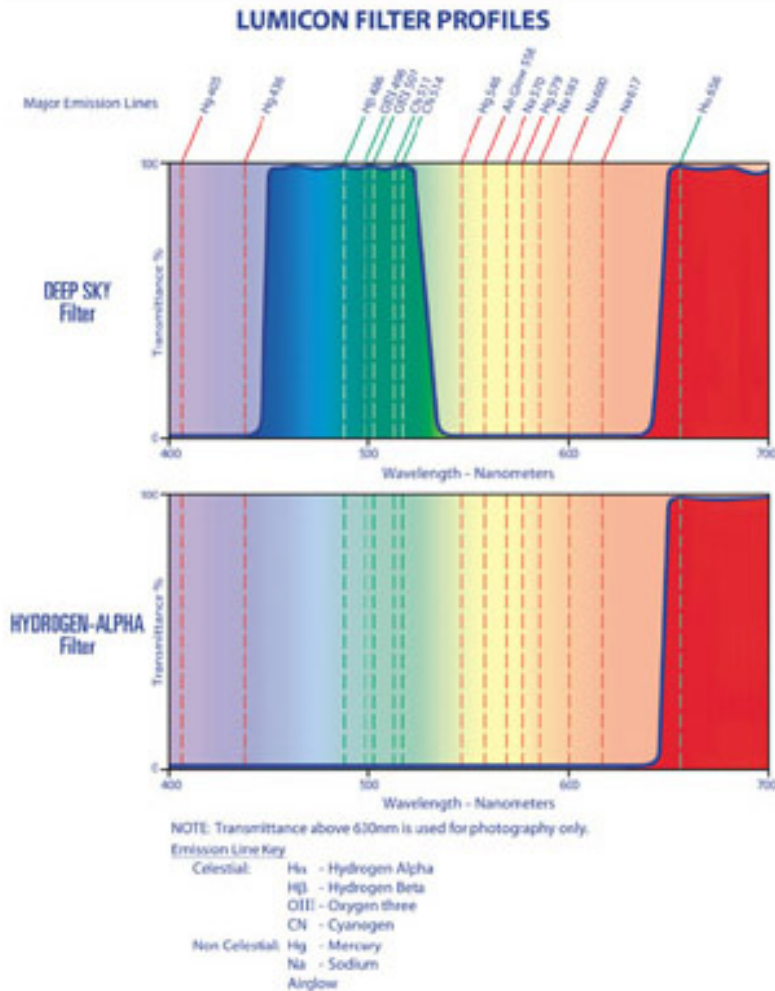 LUMICON FILTER PROFILES
Major Emission Lines
Hg 436
Hβ 486
OIII 496
OIII 501
CN 511
CN 514
Hg 546
Air Glow 558
Na 570
Hg 579
Na 583
Na 600
Na 617
Hα 656
DEEP SKY
Filter
Transmittance %
100
0
400
500
600
700
Wavelength - Nanometers
HYDROGEN-ALPHA
Filter
Transmittance %
100
0
400
500
600
700
Wavelength - Nanometers
NOTE: Transmittance above 630nm is used for photography only.
Emission Line Key
Celestial: Hα - Hydrogen Alpha
Hβ - Hydrogen Beta
OIII - Oxygen three
CN - Cyanogen
Non Celestial: Hg - Mercury
Na - Sodium
Airglow